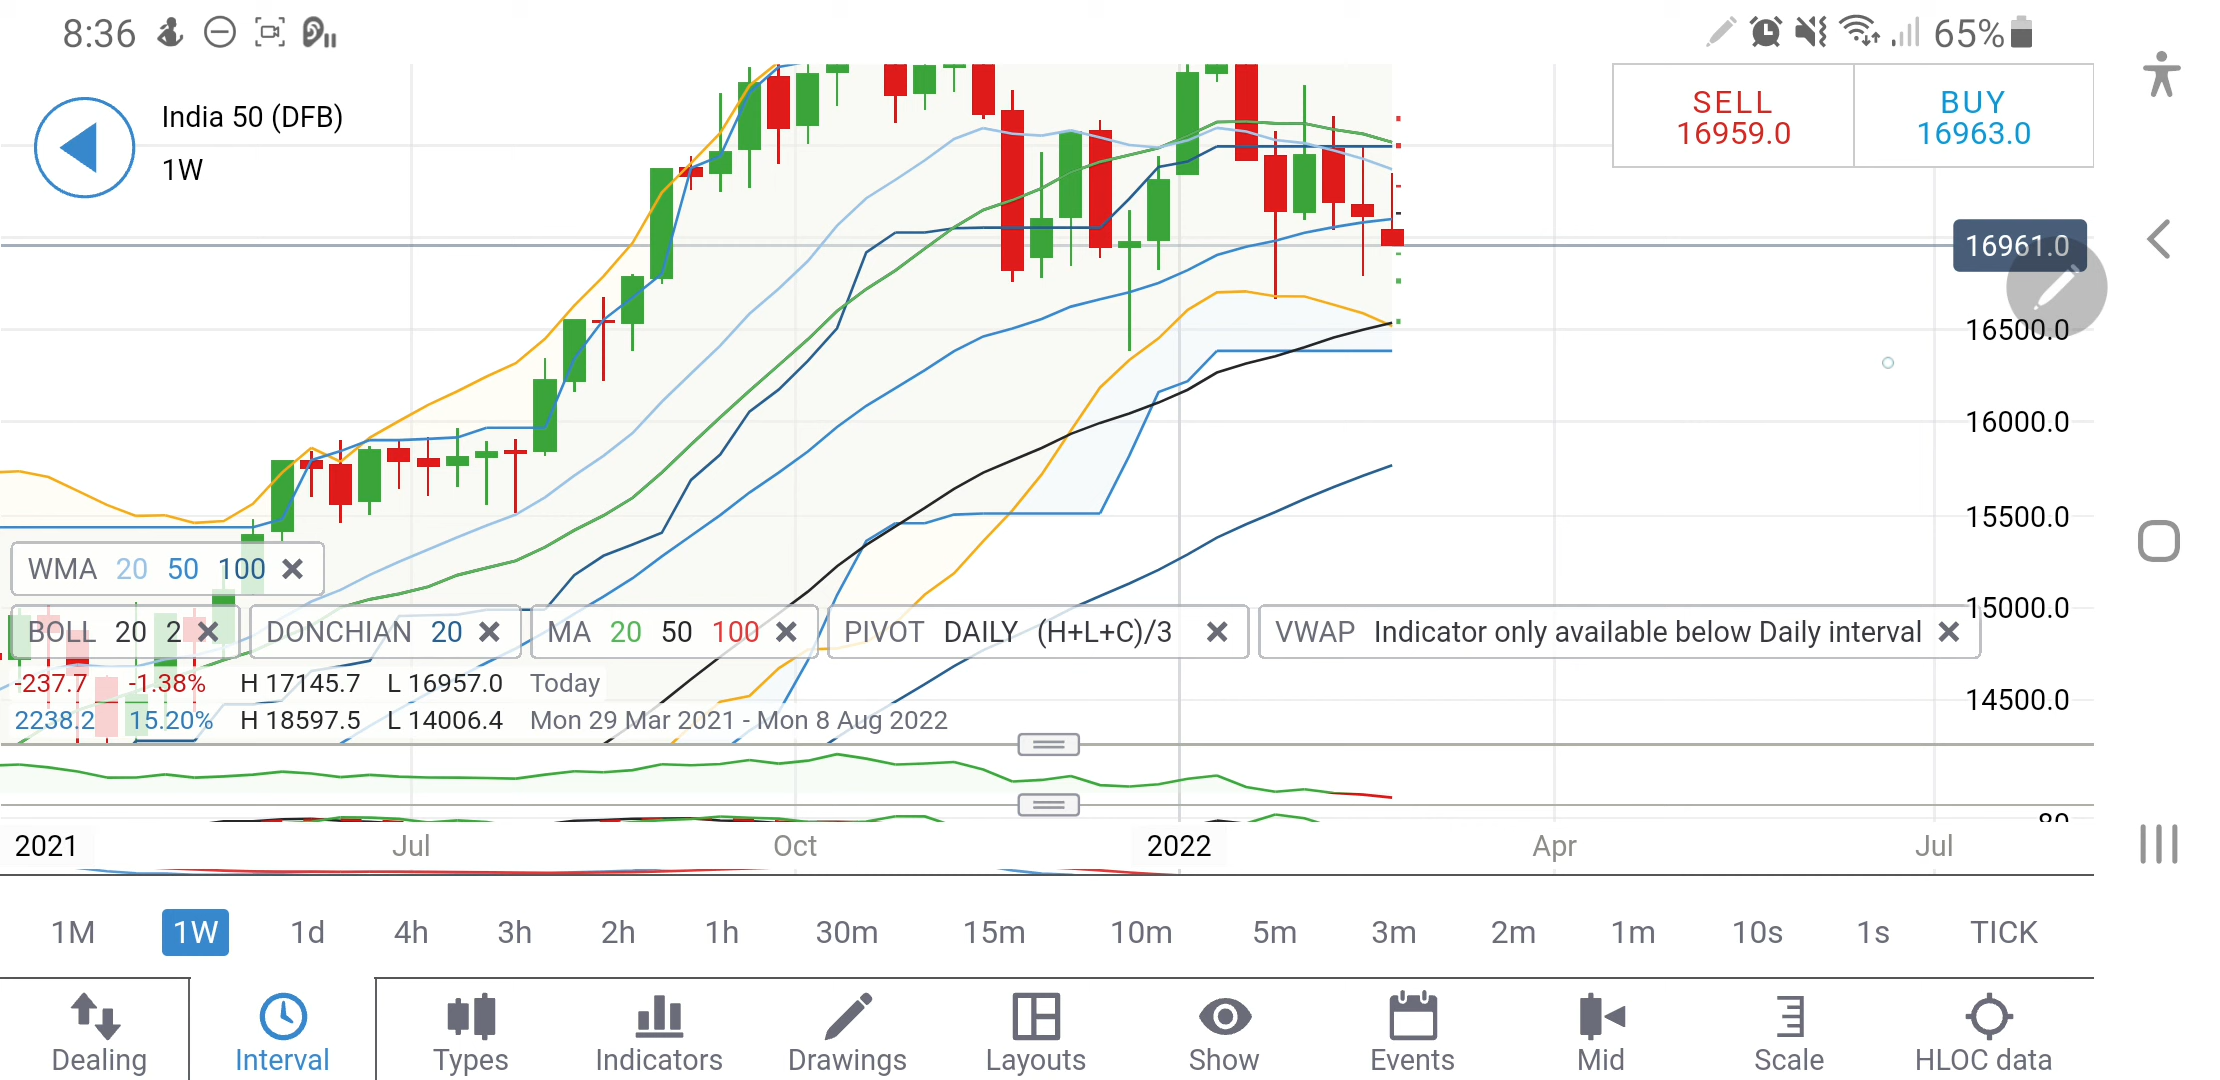 8:36
65%
India 50 (DFB)
1W
SELL
16959.0
BUY
16963.0
16961.0
16500.0
16000.0
15500.0
15000.0
14500.0
WMA 20 50 100
BOLL 20 2
DONCHIAN 20
MA 20 50 100
PIVOT DAILY (H+L+C)/3
VWAP Indicator only available below Daily interval
-237.7 -1.38% H 17145.7 L 16957.0 Today
2238.2 15.20% H 18597.5 L 14006.4 Mon 29 Mar 2021 - Mon 8 Aug 2022
80
2021 Jul Oct 2022 Apr Jul
1M 1W 1d 4h 3h 2h 1h 30m 15m 10m 5m 3m 2m 1m 10s 1s TICK
Dealing Interval Types Indicators Drawings Layouts Show Events Mid Scale HLOC data